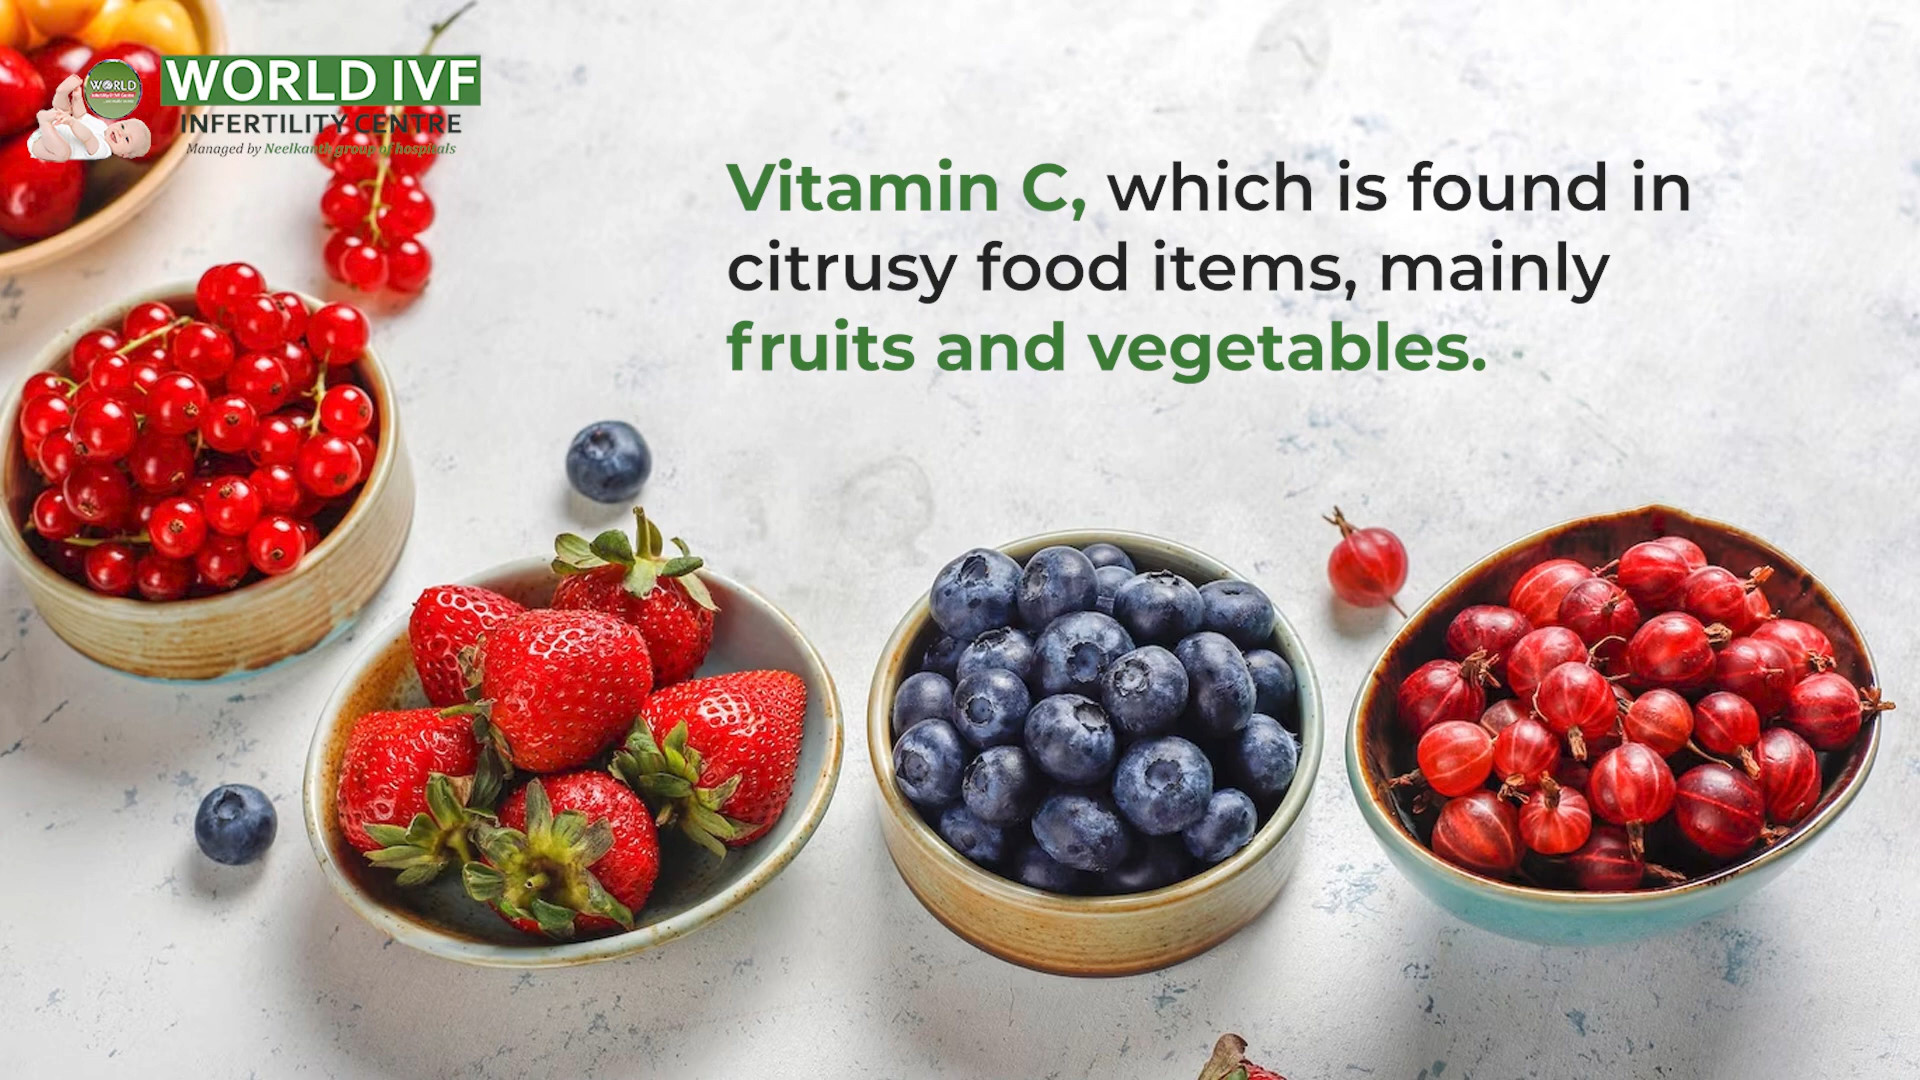 WORLD
WORLD IVF
INFERTILITY CENTRE
Managed by Neelkanth group of hospitals
Vitamin C, which is found in
citrusy food items, mainly
fruits and vegetables.